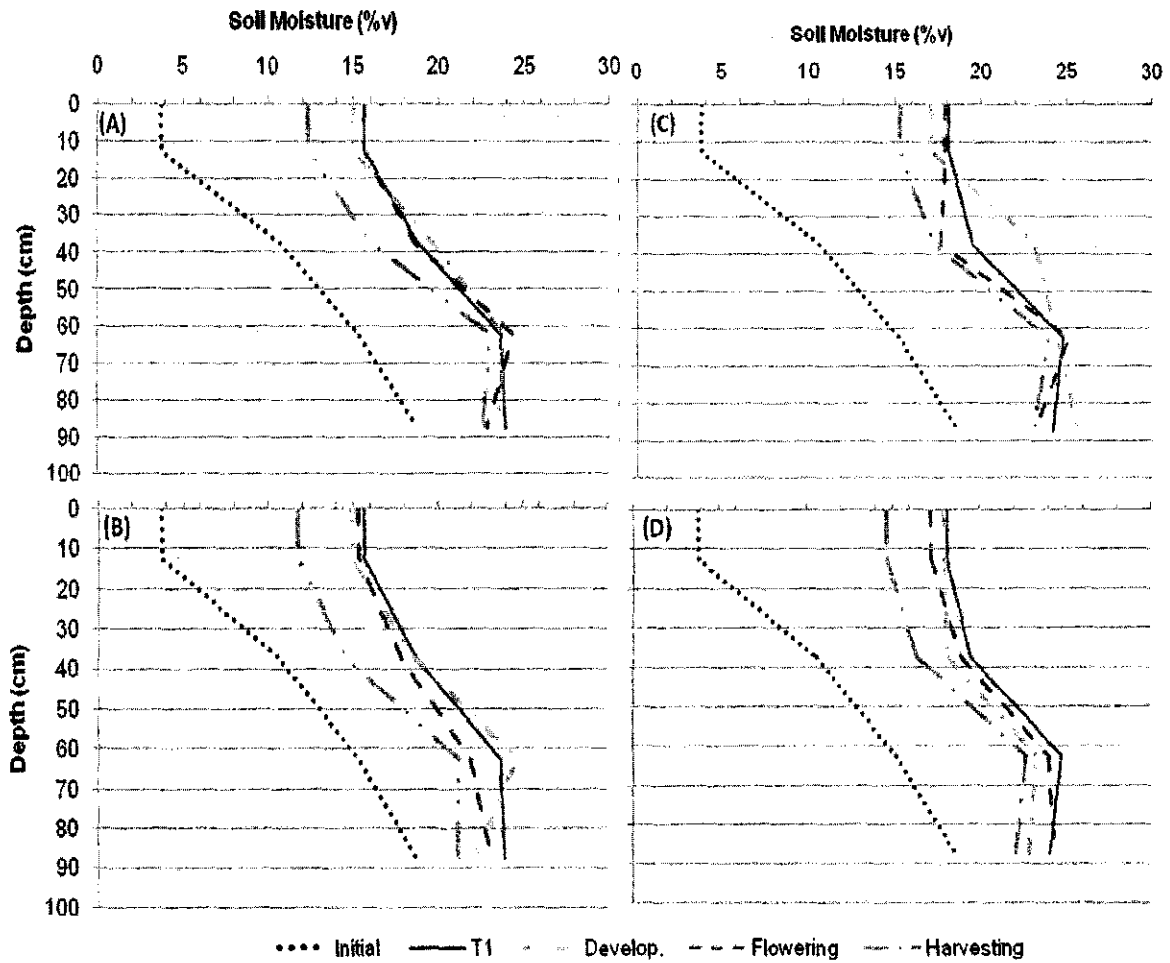 Soil Moisture (%v)
0 5 10 15 20 25 30
Soil Moisture (%v)
0 5 10 15 20 25 30
Depth (cm)
0
10
20
30
40
50
60
70
80
90
100
(A)
(C)
Depth (cm)
0
10
20
30
40
50
60
70
80
90
100
(B)
(D)
Initial T1 Develop. Flowering Harvesting